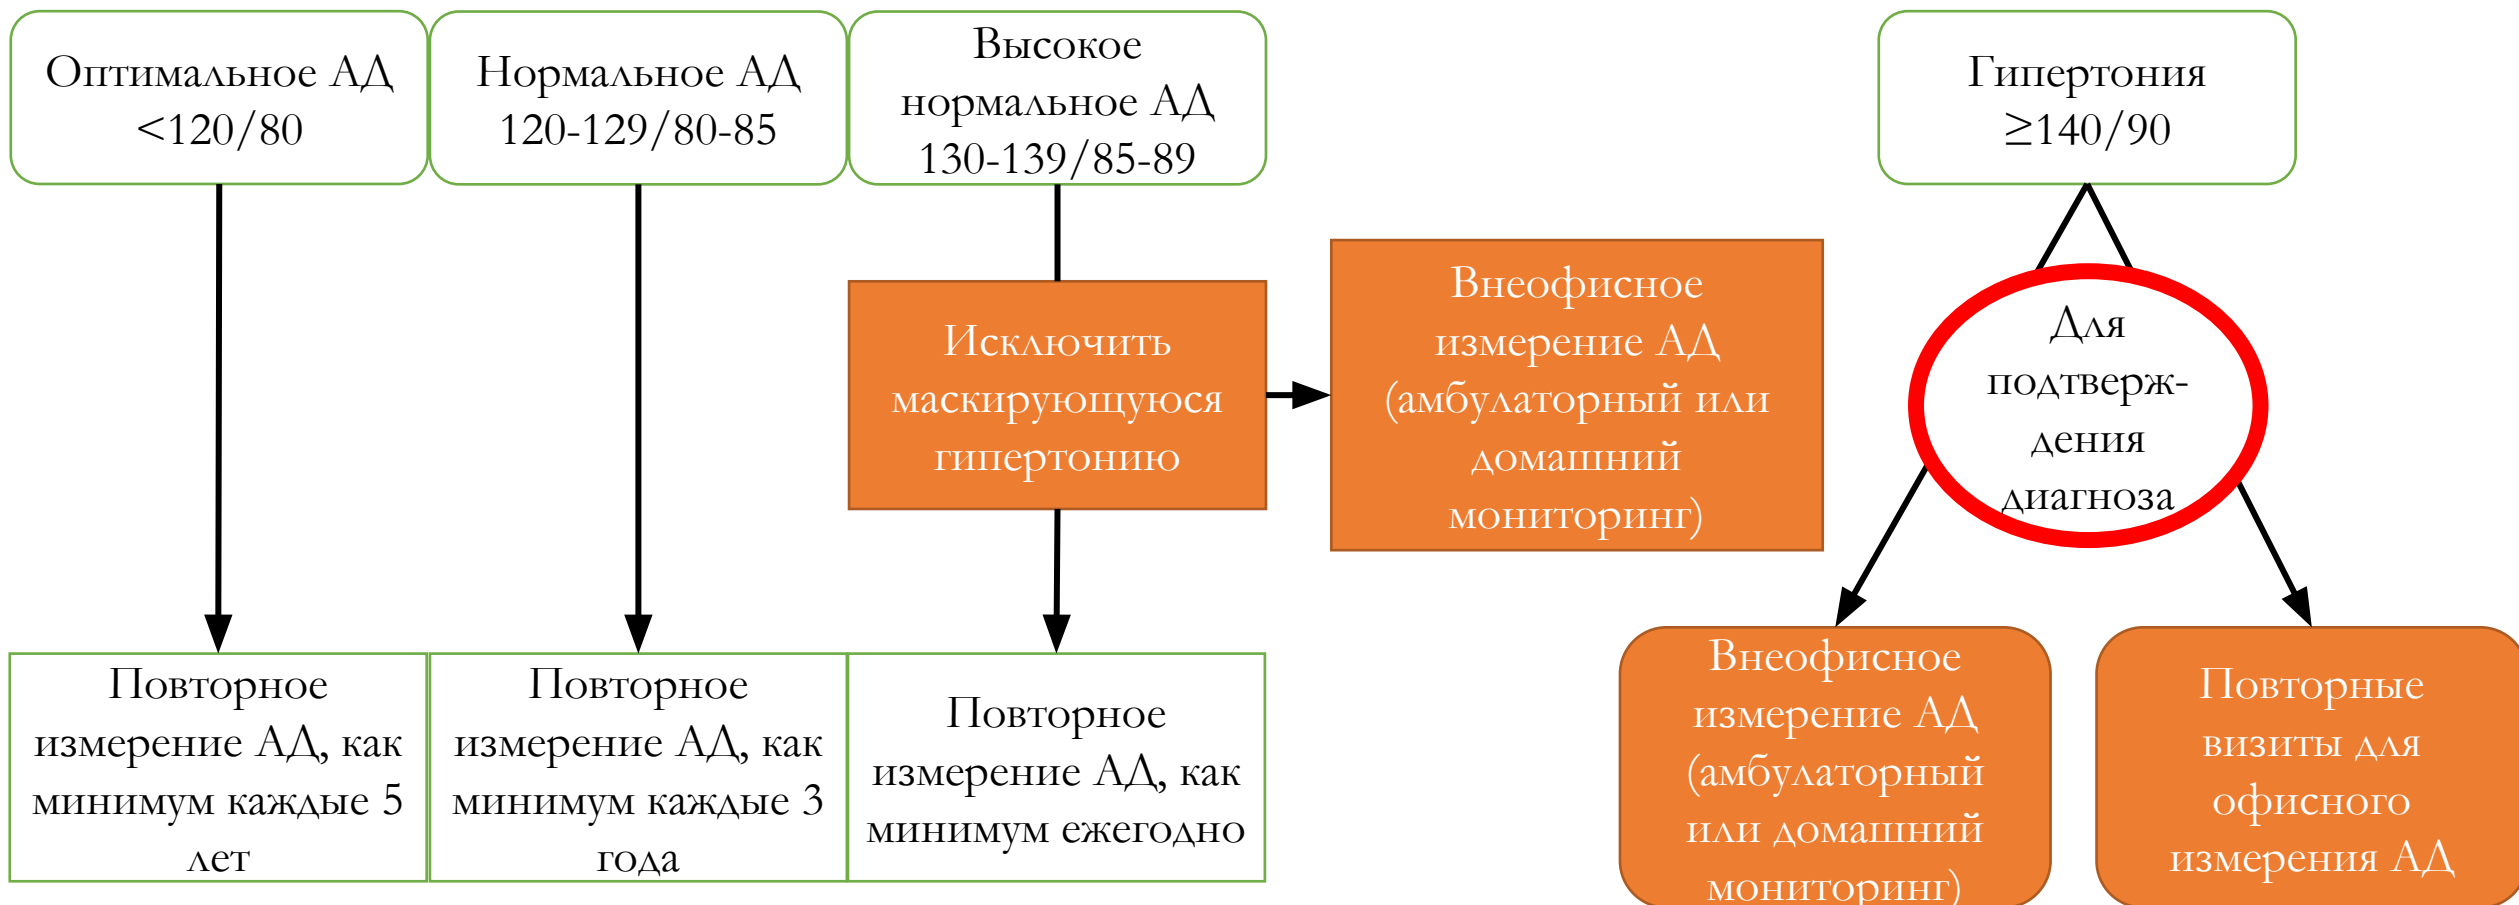 Оптимальное АД
<120/80
Нормальное АД
120-129/80-85
Высокое
нормальное АД
130-139/85-89
Гипертония
≥140/90
Исключить
маскирующуюся
гипертонию
Внеофисное
измерение АД
(амбулаторный или
домашний
мониторинг)
Для
подтверж-
дения
диагноза
Повторное
измерение АД, как
минимум каждые 5
лет
Повторное
измерение АД, как
минимум каждые 3
года
Повторное
измерение АД, как
минимум ежегодно
Внеофисное
измерение АД
(амбулаторный
или домашний
мониторинг)
Повторные
визиты для
офисного
измерения АД